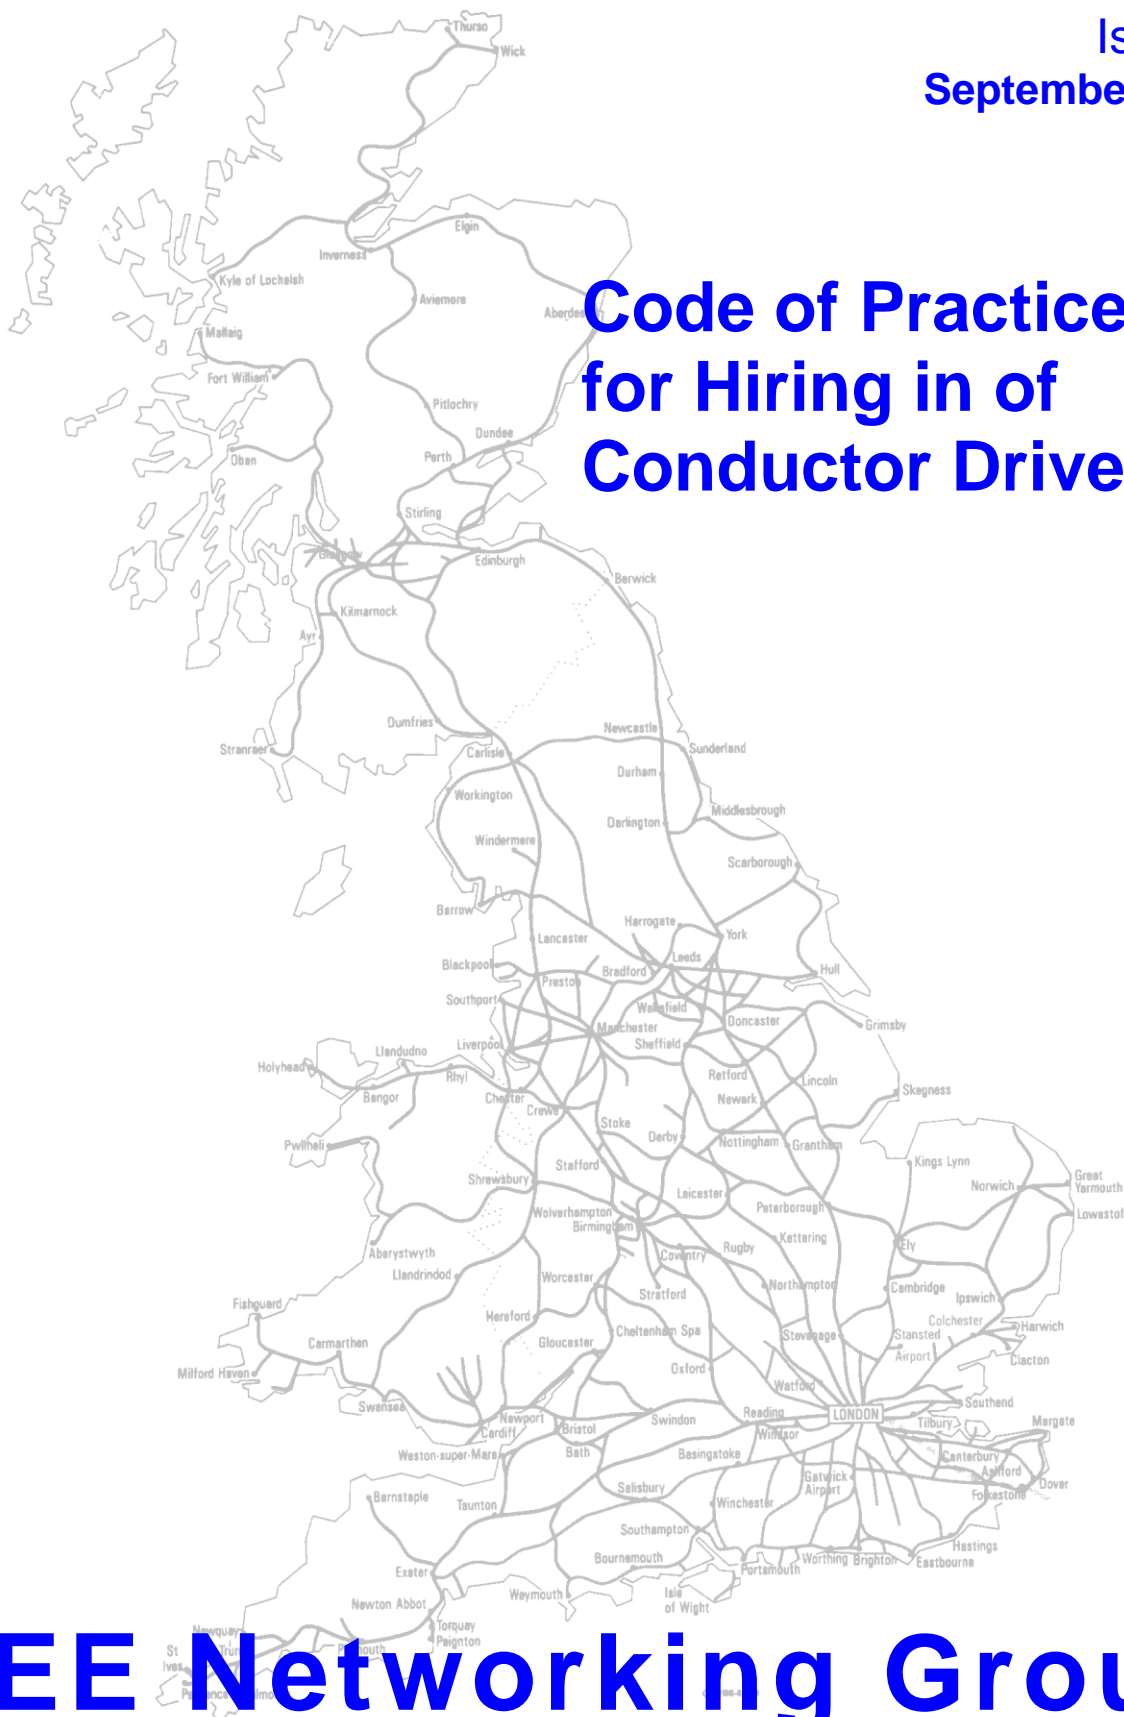 Is
Septembe
Thurso
Wick
Elgin
Inverness
Kyle of Lochalsh
Aviemore
Code of Practice
Mallaig
Fort William
for Hiring in of
Pitlochry
Dundee
Perth
Oban
Conductor Drive
Stirling
Edinburgh
Berwick
Kilmarnock
Ayr
Dumfries
Newcastle
Stranraer
Carlisle
Sunderland
Durham
Workington
Middlesbrough
Darlington
Windermere
Scarborough
Barrow
Harrogate
York
Lancaster
Leeds
Blackpool
Bradford
Hull
Preston
Southport
Wakefield
Doncaster
Manchester
Grimsby
Liverpool
Sheffield
Llandudno
Holyhead
Rhyl
Retford
Lincoln
Bangor
Chester
Newark
Skegness
Crewe
Stoke
Derby
Nottingham
Grantham
Pwllheli
Stafford
Kings Lynn
Great
Yarmouth
Shrewsbury
Norwich
Leicester
Peterborough
Wolverhampton
Lowestof
Birmingham
Kettering
Rugby
Ely
Coventry
Aberystwyth
Llandrindod
Worcester
Stratford
Northampton
Cambridge
Ipswich
Fishguard
Hereford
Cheltenham Spa
Colchester
Harwich
Carmarthen
Gloucester
Stevenage
Stansted
Airport
Clacton
Milford Haven
Oxford
Watford
Swansea
Newport
Swindon
Reading
LONDON
Southend
Cardiff
Bristol
Windsor
Tilbury
Margate
Weston-super-Mare
Bath
Basingstoke
Canterbury
Gatwick
Airport
Ashford
Dover
Barnstaple
Taunton
Salisbury
Winchester
Folkestone
Southampton
Hastings
Bournemouth
Portsmouth
Worthing
Brighton
Eastbourne
Exeter
Weymouth
Isle
of Wight
Newton Abbot
Torquay
Paignton
Newquay
St
Ives
EE Networking Grou